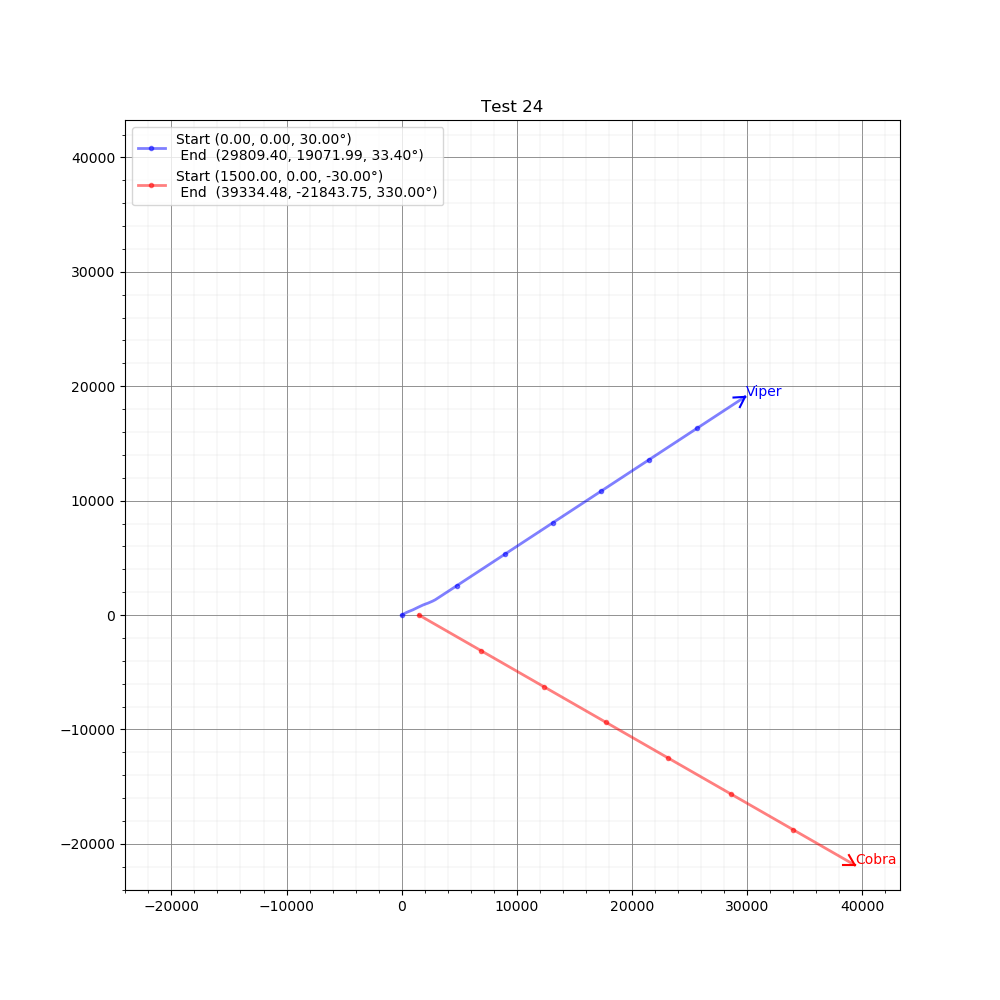 Test 24
Start (0.00, 0.00, 30.00°)
End (29809.40, 19071.99, 33.40°)
Start (1500.00, 0.00, -30.00°)
End (39334.48, -21843.75, 330.00°)
40000
30000
20000
10000
0
−10000
−20000
Viper
Cobra
−20000 −10000 0 10000 20000 30000 40000